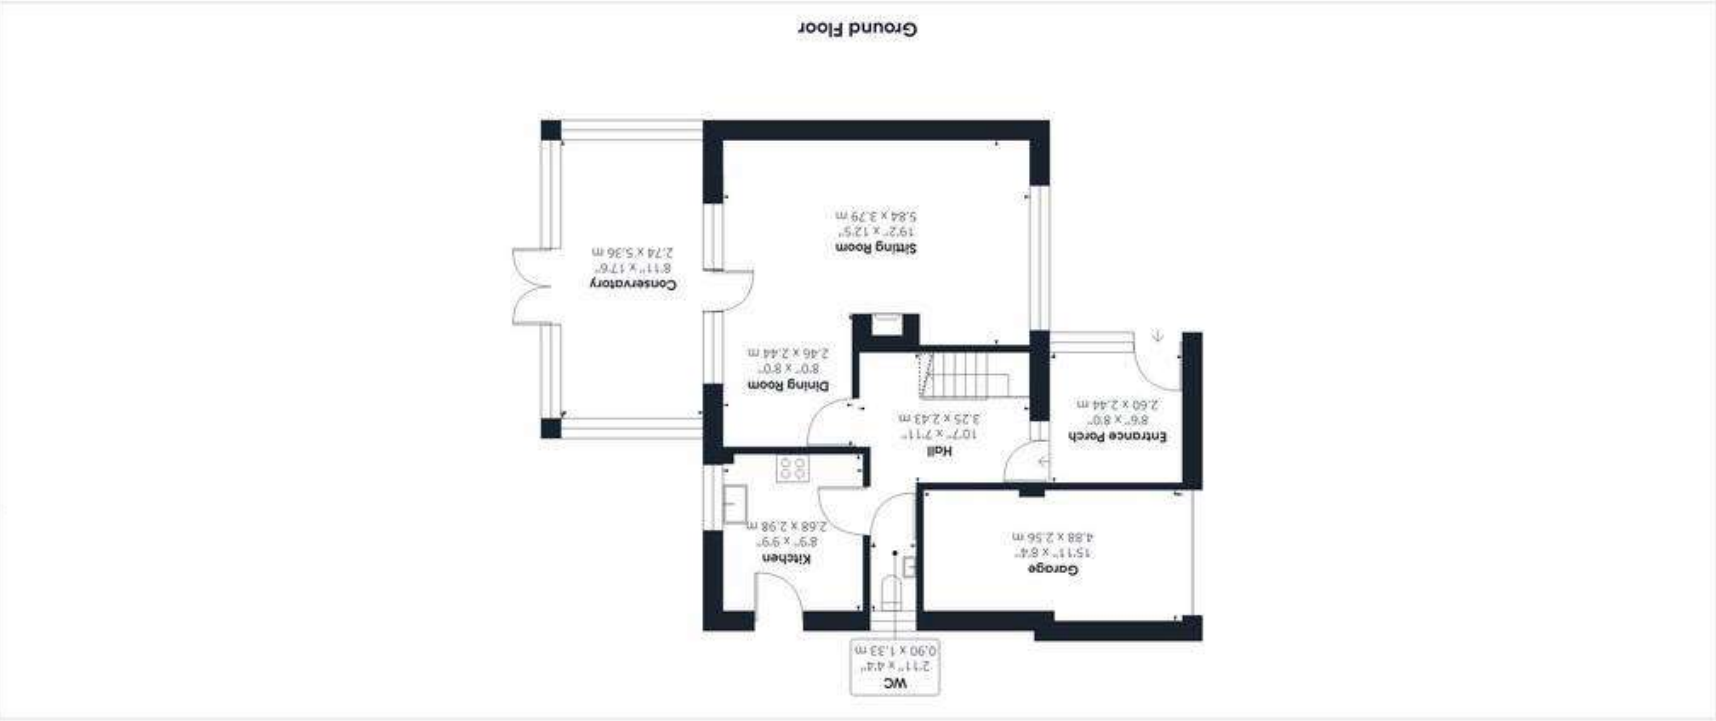 WC
2'11" x 4'4"
0.90 x 1.33 m
Garage
15'11" x 8'4"
4.88 x 2.56 m
Kitchen
8'9" x 9'9"
2.68 x 2.98 m
Entrance Porch
8'6" x 8'0"
2.60 x 2.44 m
Hall
10'7" x 7'11"
3.25 x 2.43 m
Dining Room
8'0" x 8'0"
2.46 x 2.44 m
Conservatory
8'11" x 17'6"
2.74 x 5.36 m
Sitting Room
19'2" x 12'5"
5.84 x 3.79 m
Ground Floor